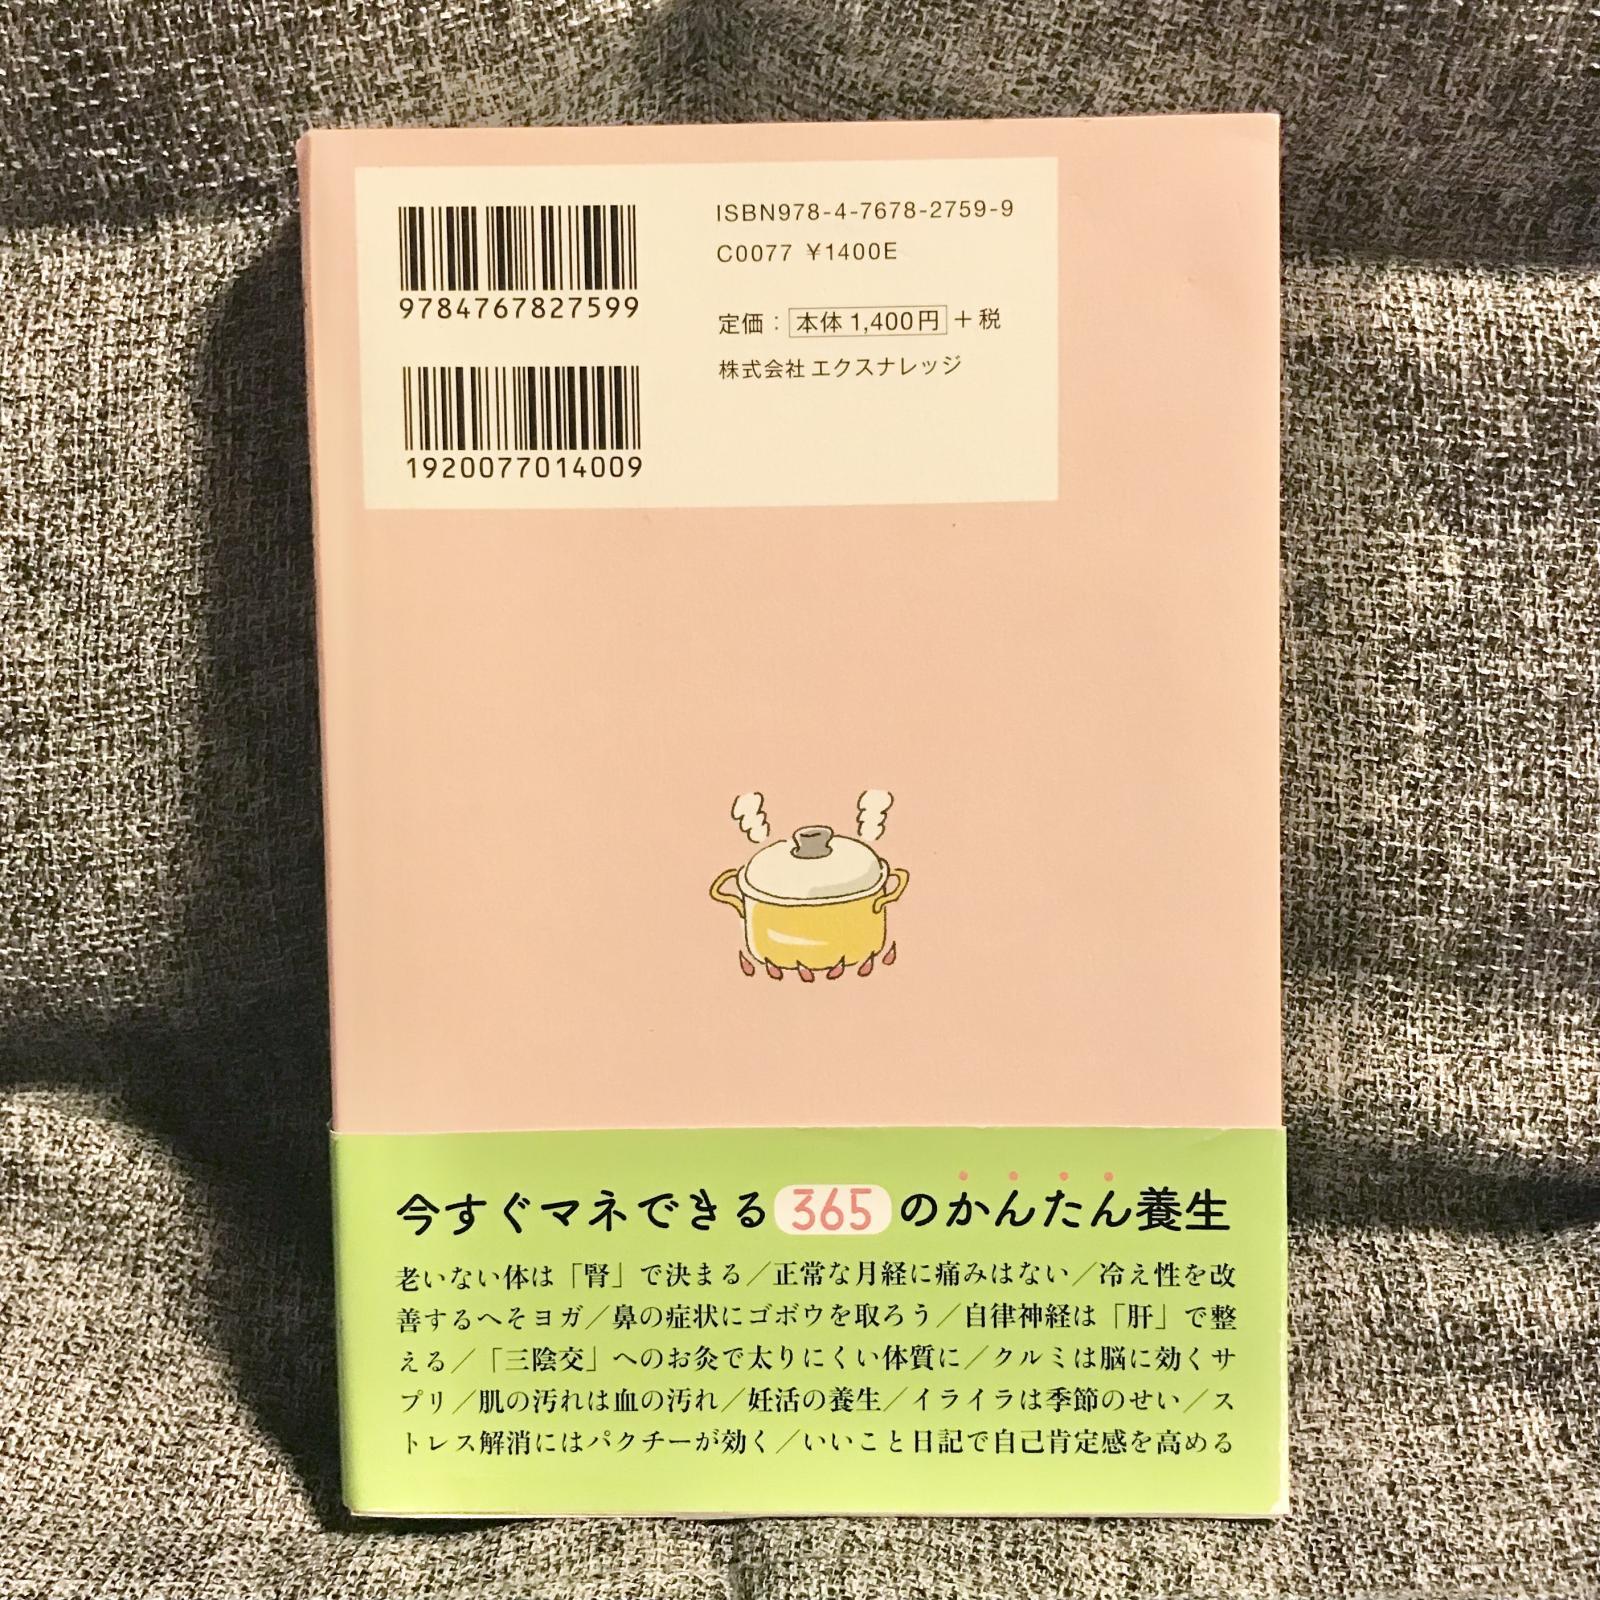 ISBN978-4-7678-2759-9
C0077 ¥1400E
9784767827599
定価：本体1,400円＋税
株式会社エクスナレッジ
1920077014009
今すぐマネできる365のかんたん養生
老いない体は「腎」で決まる／正常な月経に痛みはない／冷え性を改
善するへそヨガ／鼻の症状にゴボウを取ろう／自律神経は「肝」で整
える／「三陰交」へのお灸で太りにくい体質に／クルミは脳に効くサ
プリ／肌の汚れは血の汚れ／妊活の養生／イライラは季節のせい／ス
トレス解消にはパクチーが効く／いいこと日記で自己肯定感を高める